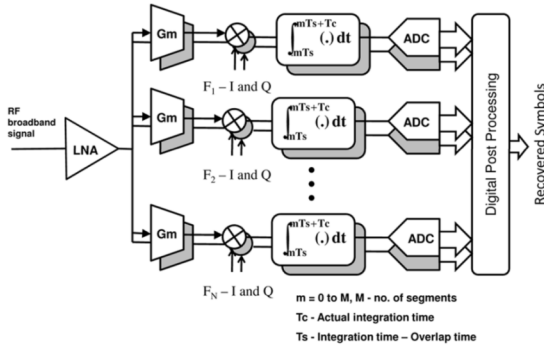 Gm
∫mTs mTs+Tc (.) dt
ADC
F1 – I and Q
RF
broadband
signal
LNA
Gm
∫mTs mTs+Tc (.) dt
ADC
F2 – I and Q
Gm
∫mTs mTs+Tc (.) dt
ADC
FN – I and Q
Digital Post Processing
Recovered Symbols
m = 0 to M, M - no. of segments
Tc - Actual integration time
Ts - Integration time – Overlap time